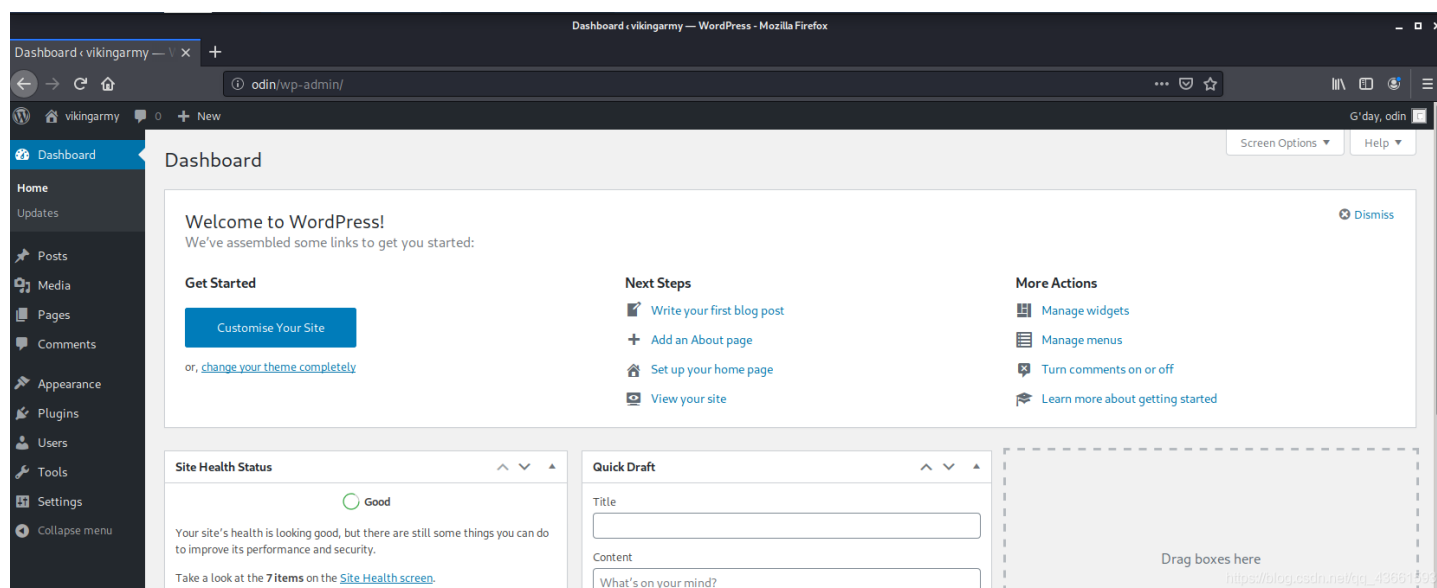 Dashboard ‹ vikingarmy — WordPress - Mozilla Firefox
Dashboard ‹ vikingarmy —
odin/wp-admin/
vikingarmy 0 New G'day, odin
Dashboard
Home
Updates
Posts
Media
Pages
Comments
Appearance
Plugins
Users
Tools
Settings
Collapse menu
Screen Options Help
Dashboard
Welcome to WordPress!
Dismiss
We've assembled some links to get you started:
Get Started
Customise Your Site
or, change your theme completely
Next Steps
Write your first blog post
Add an About page
Set up your home page
View your site
More Actions
Manage widgets
Manage menus
Turn comments on or off
Learn more about getting started
Site Health Status
Good
Your site's health is looking good, but there are still some things you can do
to improve its performance and security.
Take a look at the 7 items on the Site Health screen.
Quick Draft
Title
Content
What's on your mind?
Drag boxes here